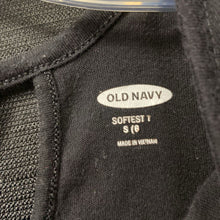 OLD NAVY
SOFTEST T
S (
MADE IN VIETNAM